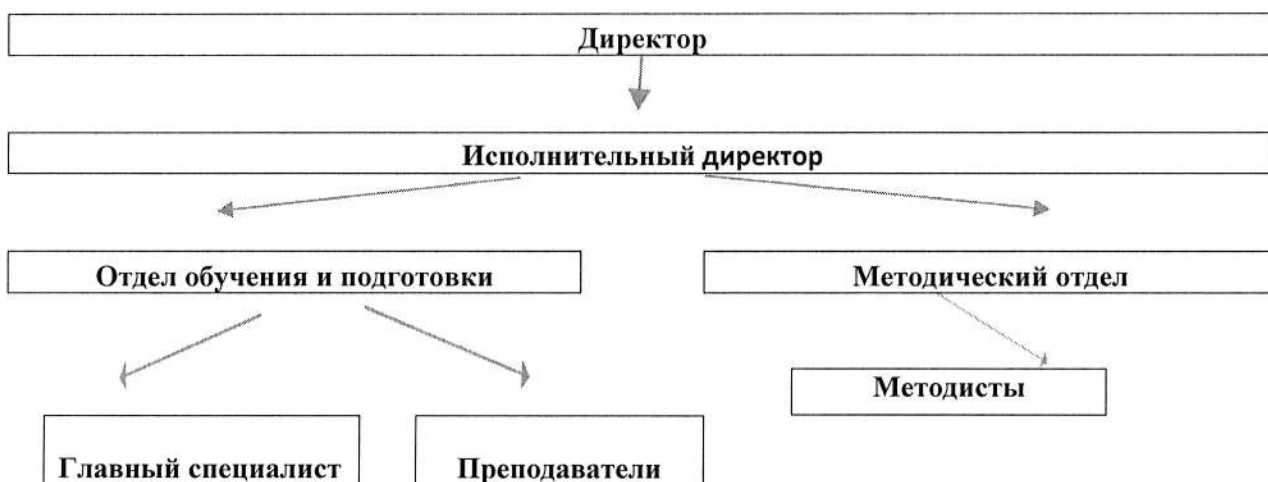 Директор
Исполнительный директор
Отдел обучения и подготовки
Методический отдел
Методисты
Главный специалист
Преподаватели